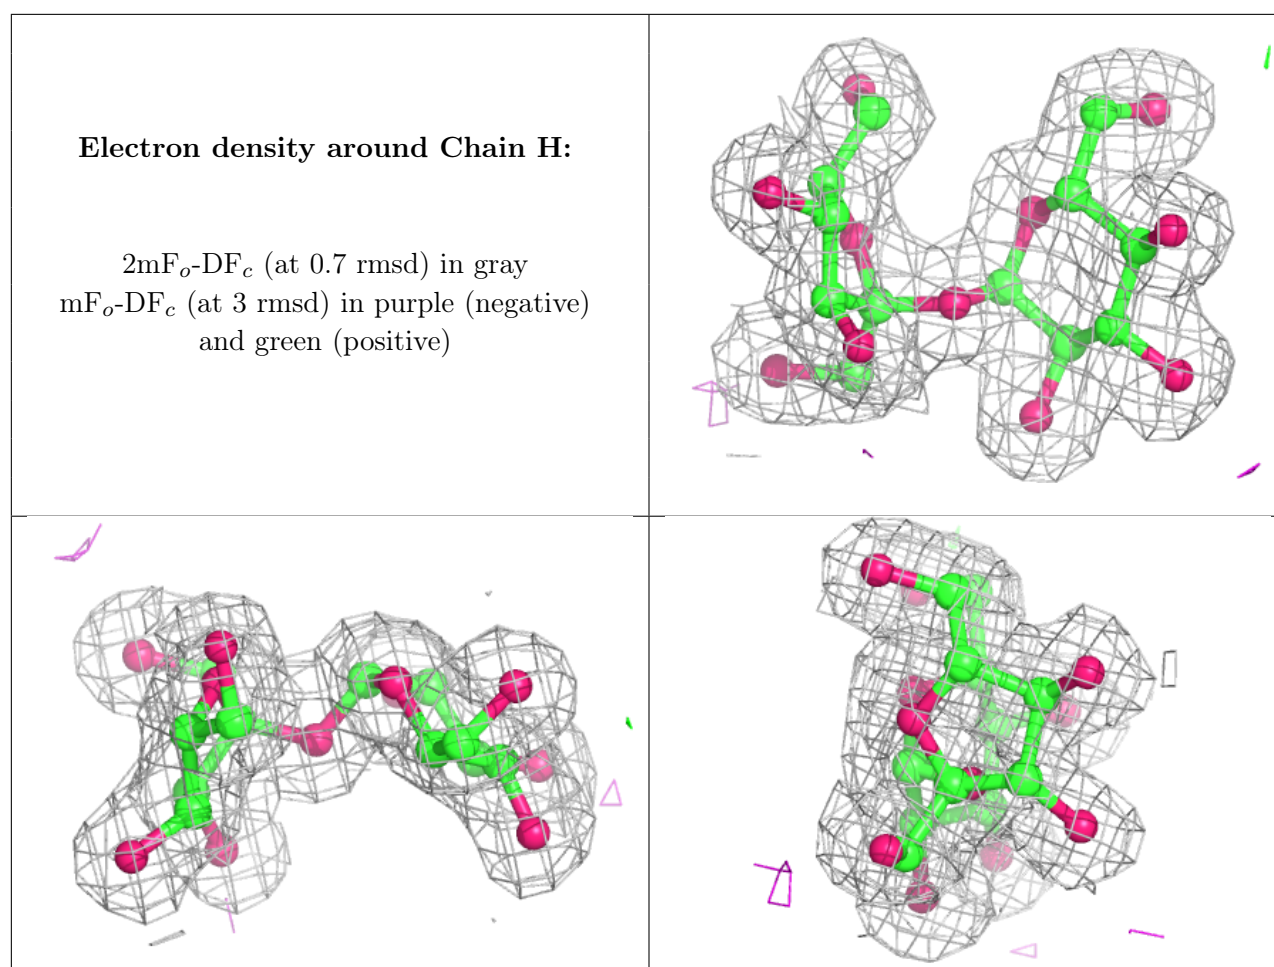 Electron density around Chain H:
2mFo-DFc (at 0.7 rmsd) in gray
mFo-DFc (at 3 rmsd) in purple (negative)
and green (positive)